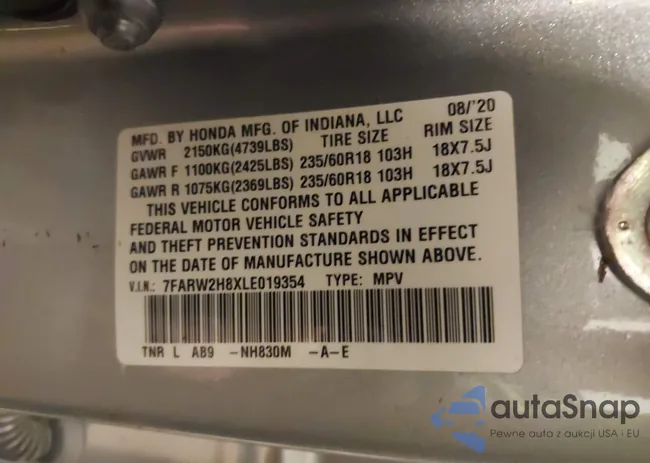 MFD. BY HONDA MFG. OF INDIANA, LLC 08/'20
GVWR 2150KG(4739LBS) TIRE SIZE RIM SIZE
GAWR F 1100KG(2425LBS) 235/60R18 103H 18X7.5J
GAWR R 1075KG(2369LBS) 235/60R18 103H 18X7.5J
THIS VEHICLE CONFORMS TO ALL APPLICABLE
FEDERAL MOTOR VEHICLE SAFETY
AND THEFT PREVENTION STANDARDS IN EFFECT
ON THE DATE OF MANUFACTURE SHOWN ABOVE.
V.I.N.: 7FARW2H8XLE019354 TYPE: MPV
TNR L AB9 -NH830M -A-E
autaSnap
Pewne auta z aukcji USA i EU